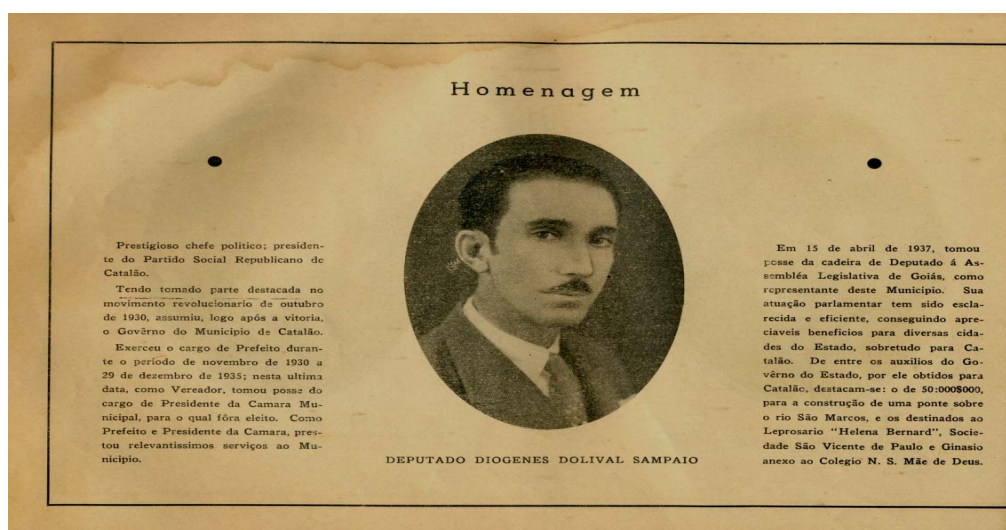 Homenagem
Prestigioso chefe politico; presiden-
te do Partido Social Republicano de
Catalão.
Tendo tomado parte destacada no
movimento revolucionario de outubro
de 1930, assumiu, logo após a vitoria,
o Govêrno do Municipio de Catalão.
Exerceu o cargo de Prefeito duran-
te o período de novembro de 1930 a
29 de dezembro de 1935; nesta ultima
data, como Vereador, tomou posse do
cargo de Presidente da Camara Mu-
nicipal, para o qual fôra eleito. Como
Prefeito e Presidente da Camara, pres-
tou relevantissimos serviços ao Mu-
nicipio.
DEPUTADO DIOGENES DOLIVAL SAMPAIO
Em 15 de abril de 1937, tomou
posse da cadeira de Deputado á As-
sembléa Legislativa de Goiás, como
representante deste Municipio. Sua
atuação parlamentar tem sido escla-
recida e eficiente, conseguindo apre-
ciaveis beneficios para diversas cida-
des do Estado, sobretudo para Ca-
talão. De entre os auxilios do Go-
vêrno do Estado, por ele obtidos para
Catalão, destacam-se: o de 50:000$000,
para a construção de uma ponte sobre
o rio São Marcos, e os destinados ao
Leprosario "Helena Bernard", Socie-
dade São Vicente de Paulo e Ginasio
anexo ao Colegio N. S. Mãe de Deus.